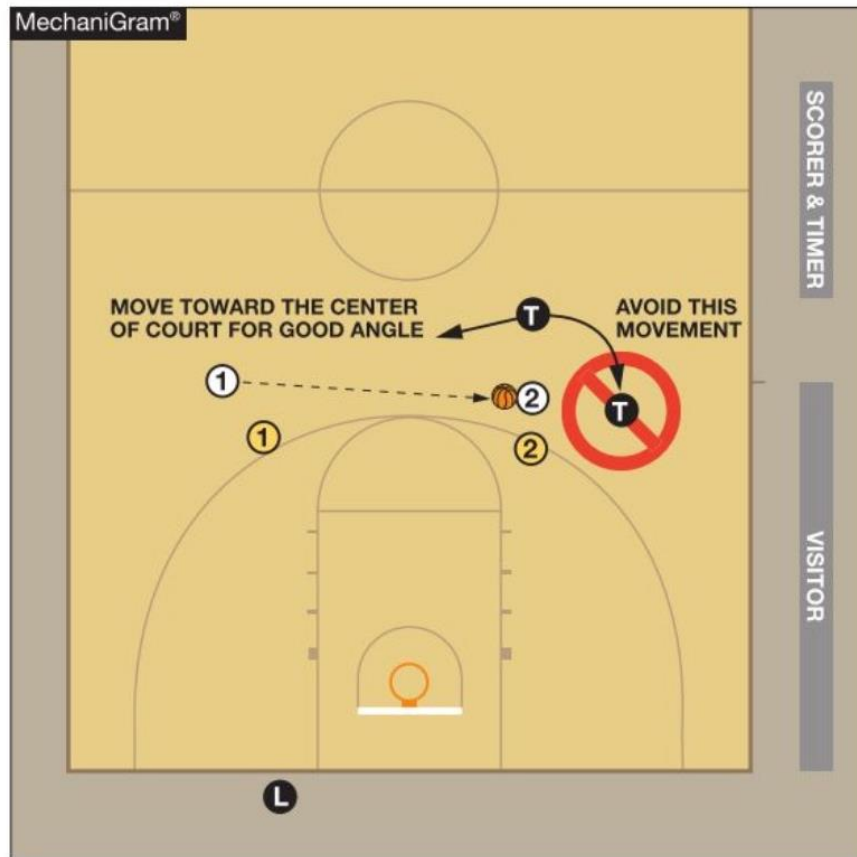 MechaniGram®
SCORER & TIMER
MOVE TOWARD THE CENTER
OF COURT FOR GOOD ANGLE
T
AVOID THIS
MOVEMENT
1
2
T
1
2
VISITOR
L